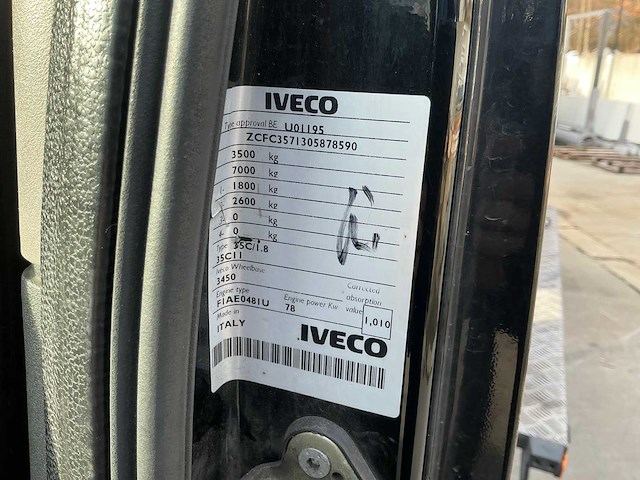 IVECO
Type approval BE U01195
ZCFC3571305878590
3500 kg
7000 kg
1800 kg
2600 kg
0 kg
0 kg
Type 35C/1.8
35C11
Iveco Wheelbase
3450
Engine type Engine power Kw Corrected absorption value
F1AE0481U 78 1,010
Made in
ITALY
IVECO